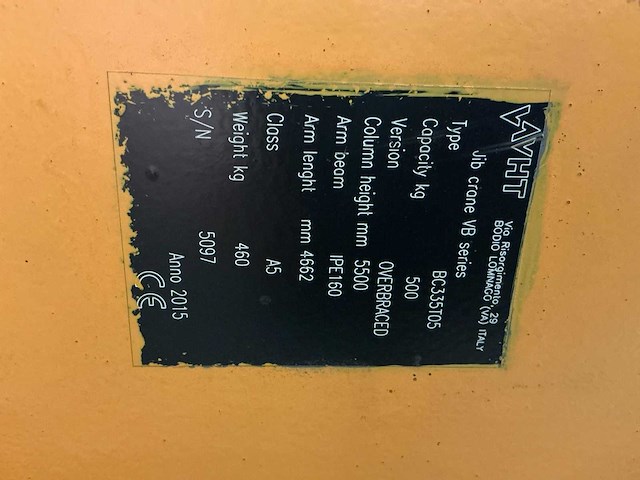 VHT
Via Risorgimento, 29
BODIO LOMNAGO (VA) ITALY
Jib crane VB series
Type BC335T05
Capacity kg 500
Version OVERBRACED
Column height mm 5500
Arm beam IPE160
Arm lenght mm 4662
Class A5
Weight kg 460
S/N 5097
Anno 2015
CE